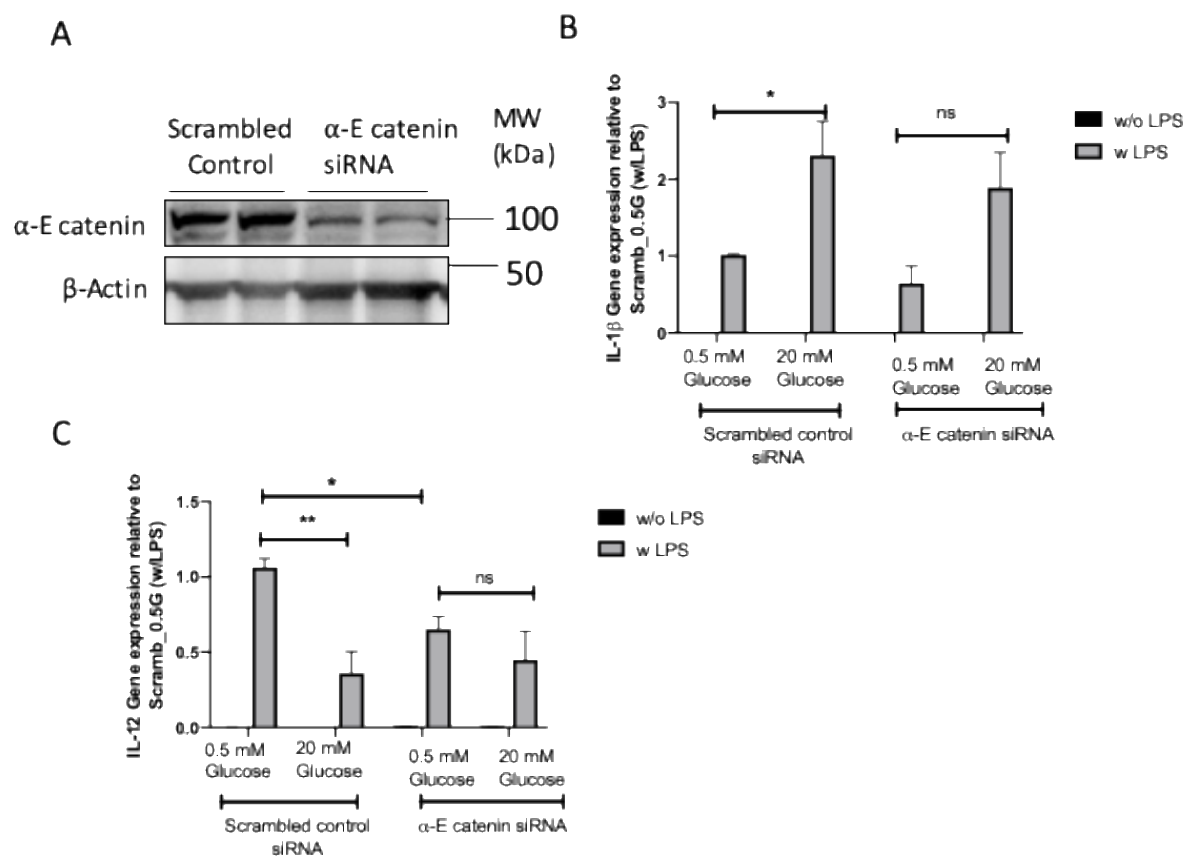 A
Scrambled Control
α-E catenin siRNA
MW (kDa)
α-E catenin
100
50
β-Actin
B
IL-1β Gene expression relative to
Scramb_0.5G (w/LPS)
3
2
1
0
*
ns
w/o LPS
w LPS
0.5 mM Glucose
20 mM Glucose
0.5 mM Glucose
20 mM Glucose
Scrambled control siRNA
α-E catenin siRNA
C
IL-12 Gene expression relative to
Scramb_0.5G (w/LPS)
1.5
1.0
0.5
0.0
*
**
ns
w/o LPS
w LPS
0.5 mM Glucose
20 mM Glucose
0.5 mM Glucose
20 mM Glucose
Scrambled control siRNA
α-E catenin siRNA